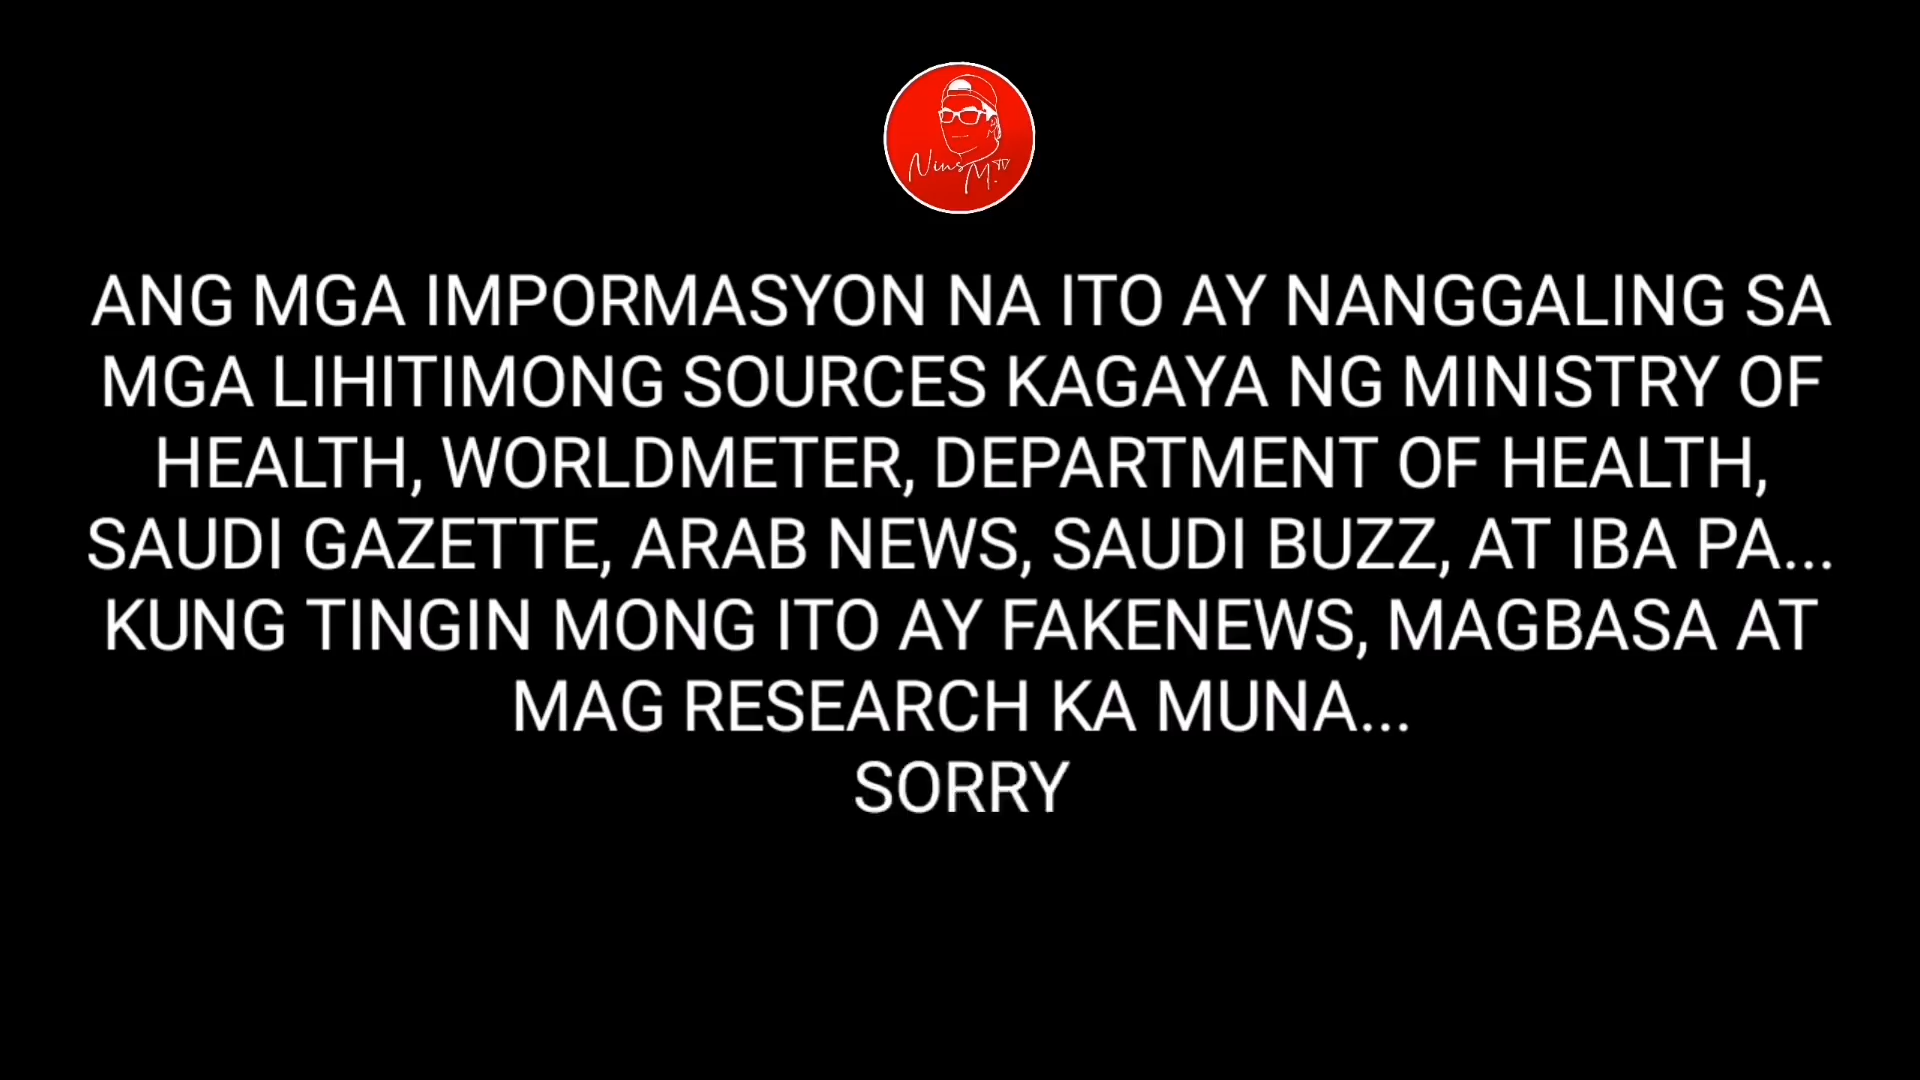 Nins
M. TV
ANG MGA IMPORMASYON NA ITO AY NANGGALING SA
MGA LIHITIMONG SOURCES KAGAYA NG MINISTRY OF
HEALTH, WORLDMETER, DEPARTMENT OF HEALTH,
SAUDI GAZETTE, ARAB NEWS, SAUDI BUZZ, AT IBA PA...
KUNG TINGIN MONG ITO AY FAKENEWS, MAGBASA AT
MAG RESEARCH KA MUNA...
SORRY